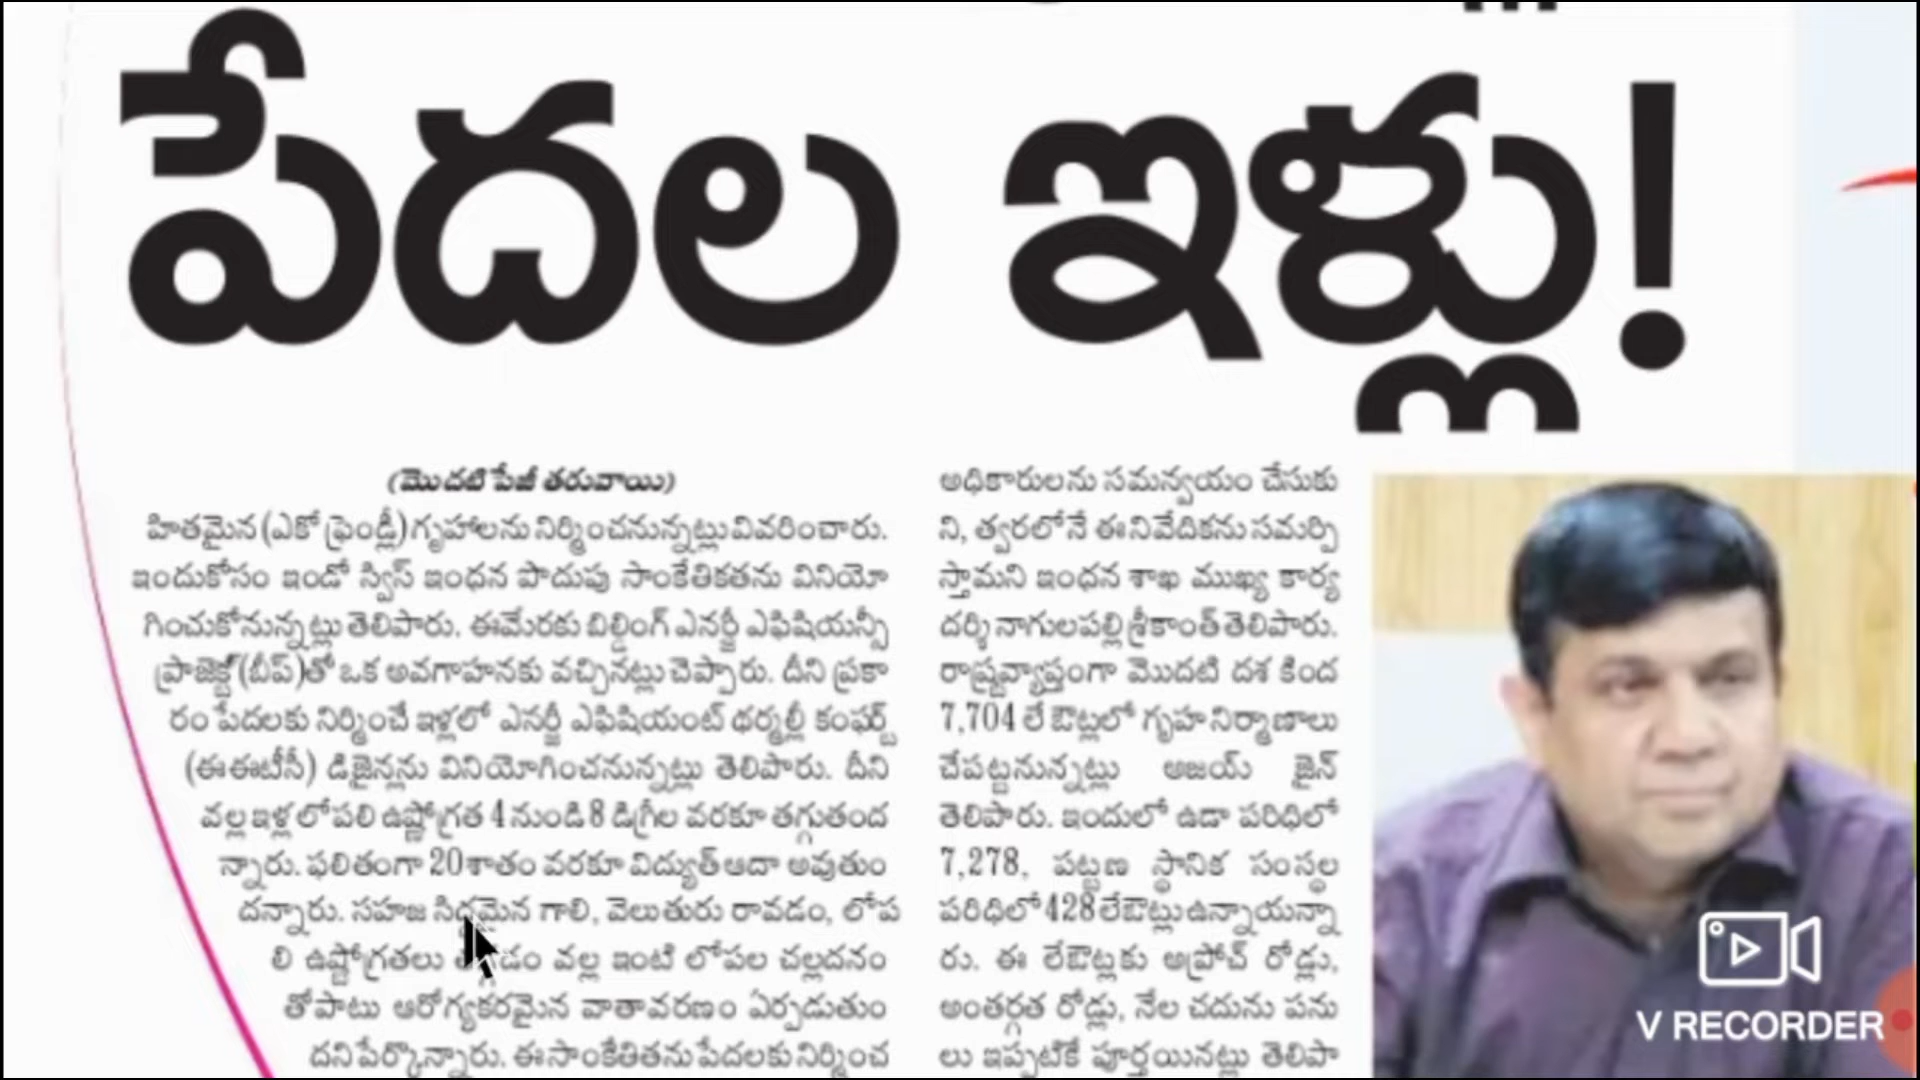 పేదల ఇళ్లు!
(మొదటి పేజీ తరువాయి)
హితమైన (ఎకో ఫ్రెండ్లీ) గృహాలను నిర్మించనున్నట్లు వివరించారు.
ఇందుకోసం ఇండో స్విస్ ఇంధన పొదుపు సాంకేతికతను వినియో
గించుకోనున్నట్లు తెలిపారు. ఈమేరకు బిల్డింగ్ ఎనర్జీ ఎఫిషియన్సీ
ప్రాజెక్ట్ (బీప్)తో ఒక అవగాహనకు వచ్చినట్లు చెప్పారు. దీని ప్రకా
రం పేదలకు నిర్మించే ఇళ్లలో ఎనర్జీ ఎఫిషియంట్ థర్మల్లీ కంఫర్ట్
(ఈఈటీసీ) డిజైన్లను వినియోగించనున్నట్లు తెలిపారు. దీని
వల్ల ఇళ్ల లోపలి ఉష్ణోగ్రత 4 నుండి 8 డిగ్రీల వరకూ తగ్గుతంద
న్నారు. ఫలితంగా 20 శాతం వరకూ విద్యుత్ ఆదా అవుతుం
దన్నారు. సహజ సిద్ధమైన గాలి, వెలుతురు రావడం, లోప
లి ఉష్ణోగ్రతలు వల్ల ఇంటి లోపల చల్లదనం
తోపాటు ఆరోగ్యకరమైన వాతావరణం ఏర్పడుతుం
దని పేర్కొన్నారు. ఈ సాంకేతితను పేదలకు నిర్మించ
అధికారులను సమన్వయం చేసుకు
ని, త్వరలోనే ఈ నివేదికను సమర్పి
స్తామని ఇంధన శాఖ ముఖ్య కార్య
దర్శి నాగులపల్లి శ్రీకాంత్ తెలిపారు.
రాష్ట్రవ్యాప్తంగా మొదటి దశ కింద
7,704 లే ఔట్లలో గృహ నిర్మాణాలు
చేపట్టనున్నట్లు అజయ్ జైన్
తెలిపారు. ఇందులో ఉడా పరిధిలో
7,278, పట్టణ స్థానిక సంస్థల
పరిధిలో 428 లేఔట్లు ఉన్నాయన్నా
రు. ఈ లేఔట్లకు అప్రోచ్ రోడ్లు,
అంతర్గత రోడ్లు, నేల చదును పను
లు ఇప్పటికే పూర్తయినట్లు తెలిపా
V RECORDER